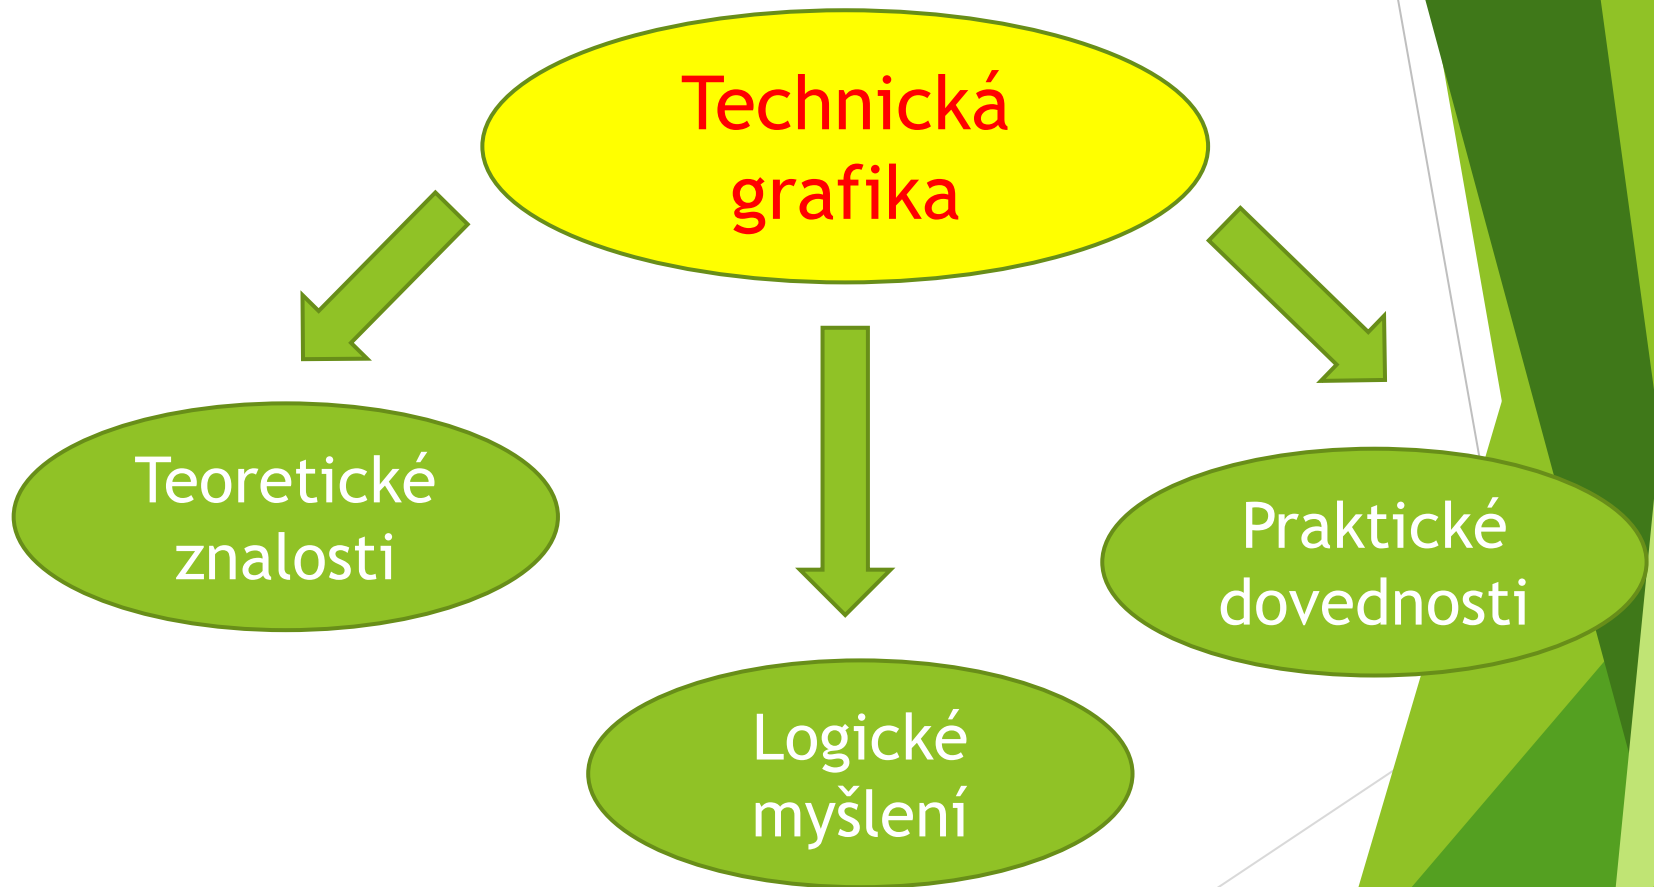 Technická
grafika
Teoretické
znalosti
Praktické
dovednosti
Logické
myšlení